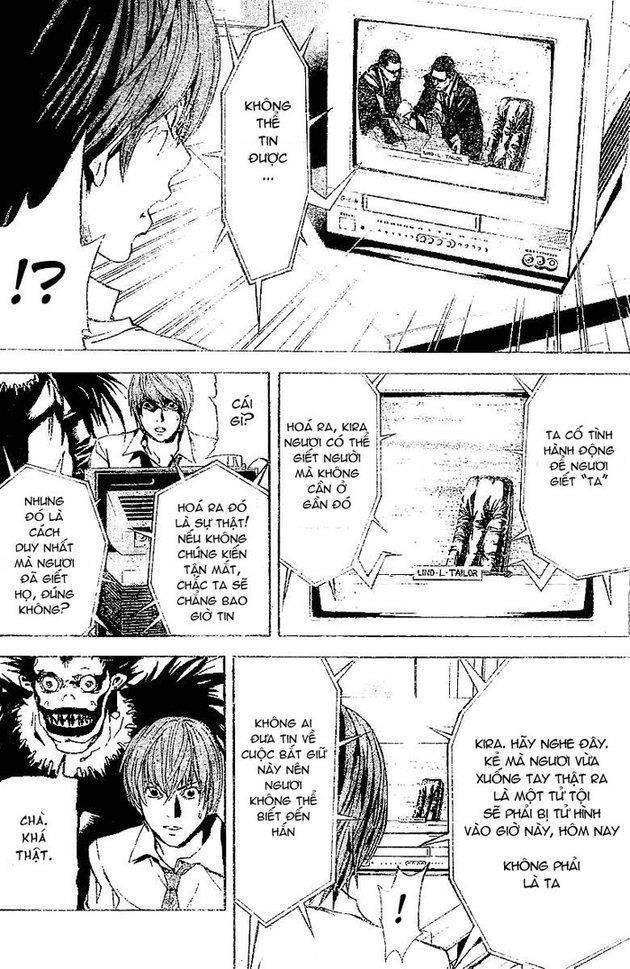 LIND-L-TAILOR
KHÔNG
THỂ
TIN
ĐƯỢC
...
!?
TA CỐ TÌNH
HÀNH ĐỘNG
ĐỂ NGƯƠI
GIẾT "TA"
HOÁ RA, KIRA
NGƯƠI CÓ THỂ
GIẾT NGƯỜI
MÀ KHÔNG
CẦN Ở
GẦN ĐÓ
LIND-L-TAILOR
CÁI
GÌ?
HOÁ RA ĐÓ
LÀ SỰ THẬT!
NẾU KHÔNG
CHỨNG KIẾN
TẬN MẮT,
CHẮC TA SẼ
CHẲNG BAO
GIỜ TIN
NHƯNG
ĐÓ LÀ
CÁCH
DUY NHẤT
MÀ NGƯƠI
ĐÃ GIẾT
HỌ, ĐÚNG
KHÔNG?
KIRA. HÃY NGHE ĐÂY.
KẺ MÀ NGƯƠI VỪA
XUỐNG TAY THẬT RA
LÀ MỘT TỬ TỘI
SẼ PHẢI BỊ TỬ HÌNH
VÀO GIỜ NÀY, HÔM NAY
KHÔNG PHẢI
LÀ TA
KHÔNG AI
ĐƯA TIN VỀ
CUỘC BẮT GIỮ
NÀY NÊN
NGƯƠI
KHÔNG THỂ
BIẾT ĐẾN
HẮN
!
CHÀ.
KHÁ
THẬT.